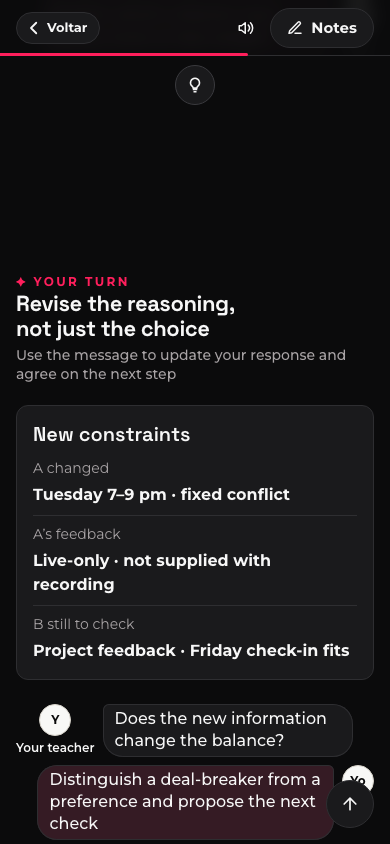 Voltar
Notes
YOUR TURN
Revise the reasoning,
not just the choice
Use the message to update your response and
agree on the next step
New constraints
A changed
Tuesday 7–9 pm · fixed conflict
A's feedback
Live-only · not supplied with
recording
B still to check
Project feedback · Friday check-in fits
Y
Your teacher
Does the new information
change the balance?
Distinguish a deal-breaker from a
preference and propose the next
check